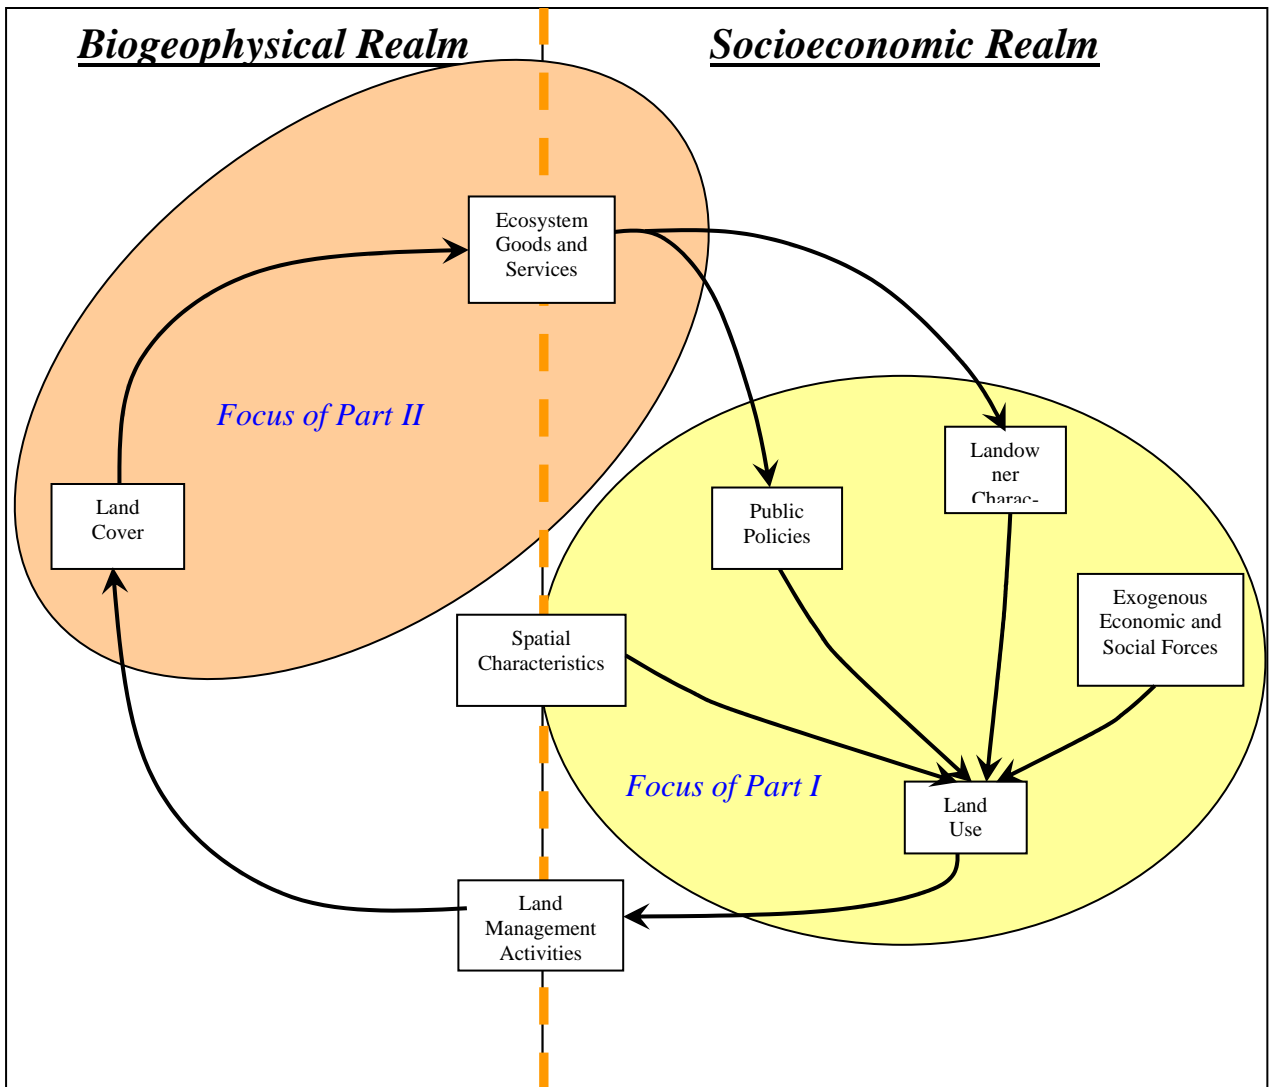 Biogeophysical Realm
Socioeconomic Realm
Ecosystem
Goods and
Services
Focus of Part II
Landow
ner
Charac-
Land
Cover
Public
Policies
Exogenous
Economic and
Social Forces
Spatial
Characteristics
Focus of Part I
Land
Use
Land
Management
Activities